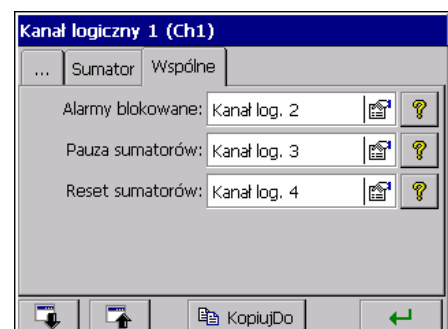 Kanał logiczny 1 (Ch1)
... Sumator Wspólne
Alarmy blokowane: Kanał log. 2
Pauza sumatorów: Kanał log. 3
Reset sumatorów: Kanał log. 4
KopiujDo